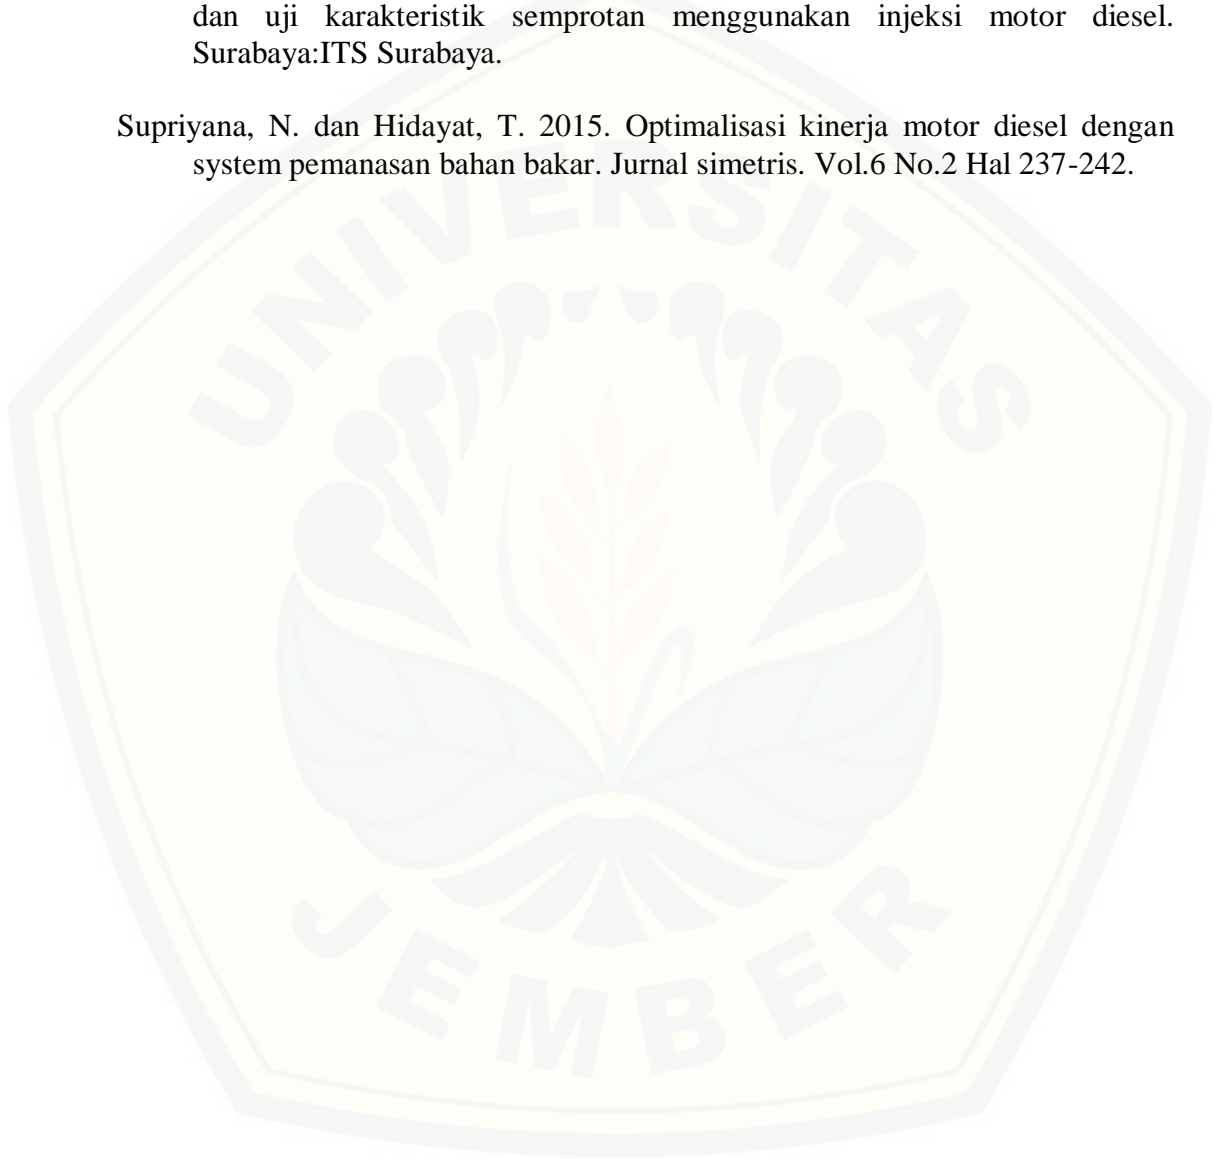 dan uji karakteristik semprotan menggunakan injeksi motor diesel.
Surabaya:ITS Surabaya.
Supriyana, N. dan Hidayat, T. 2015. Optimalisasi kinerja motor diesel dengan
system pemanasan bahan bakar. Jurnal simetris. Vol.6 No.2 Hal 237-242.
UNIVERSITAS
JEMBER